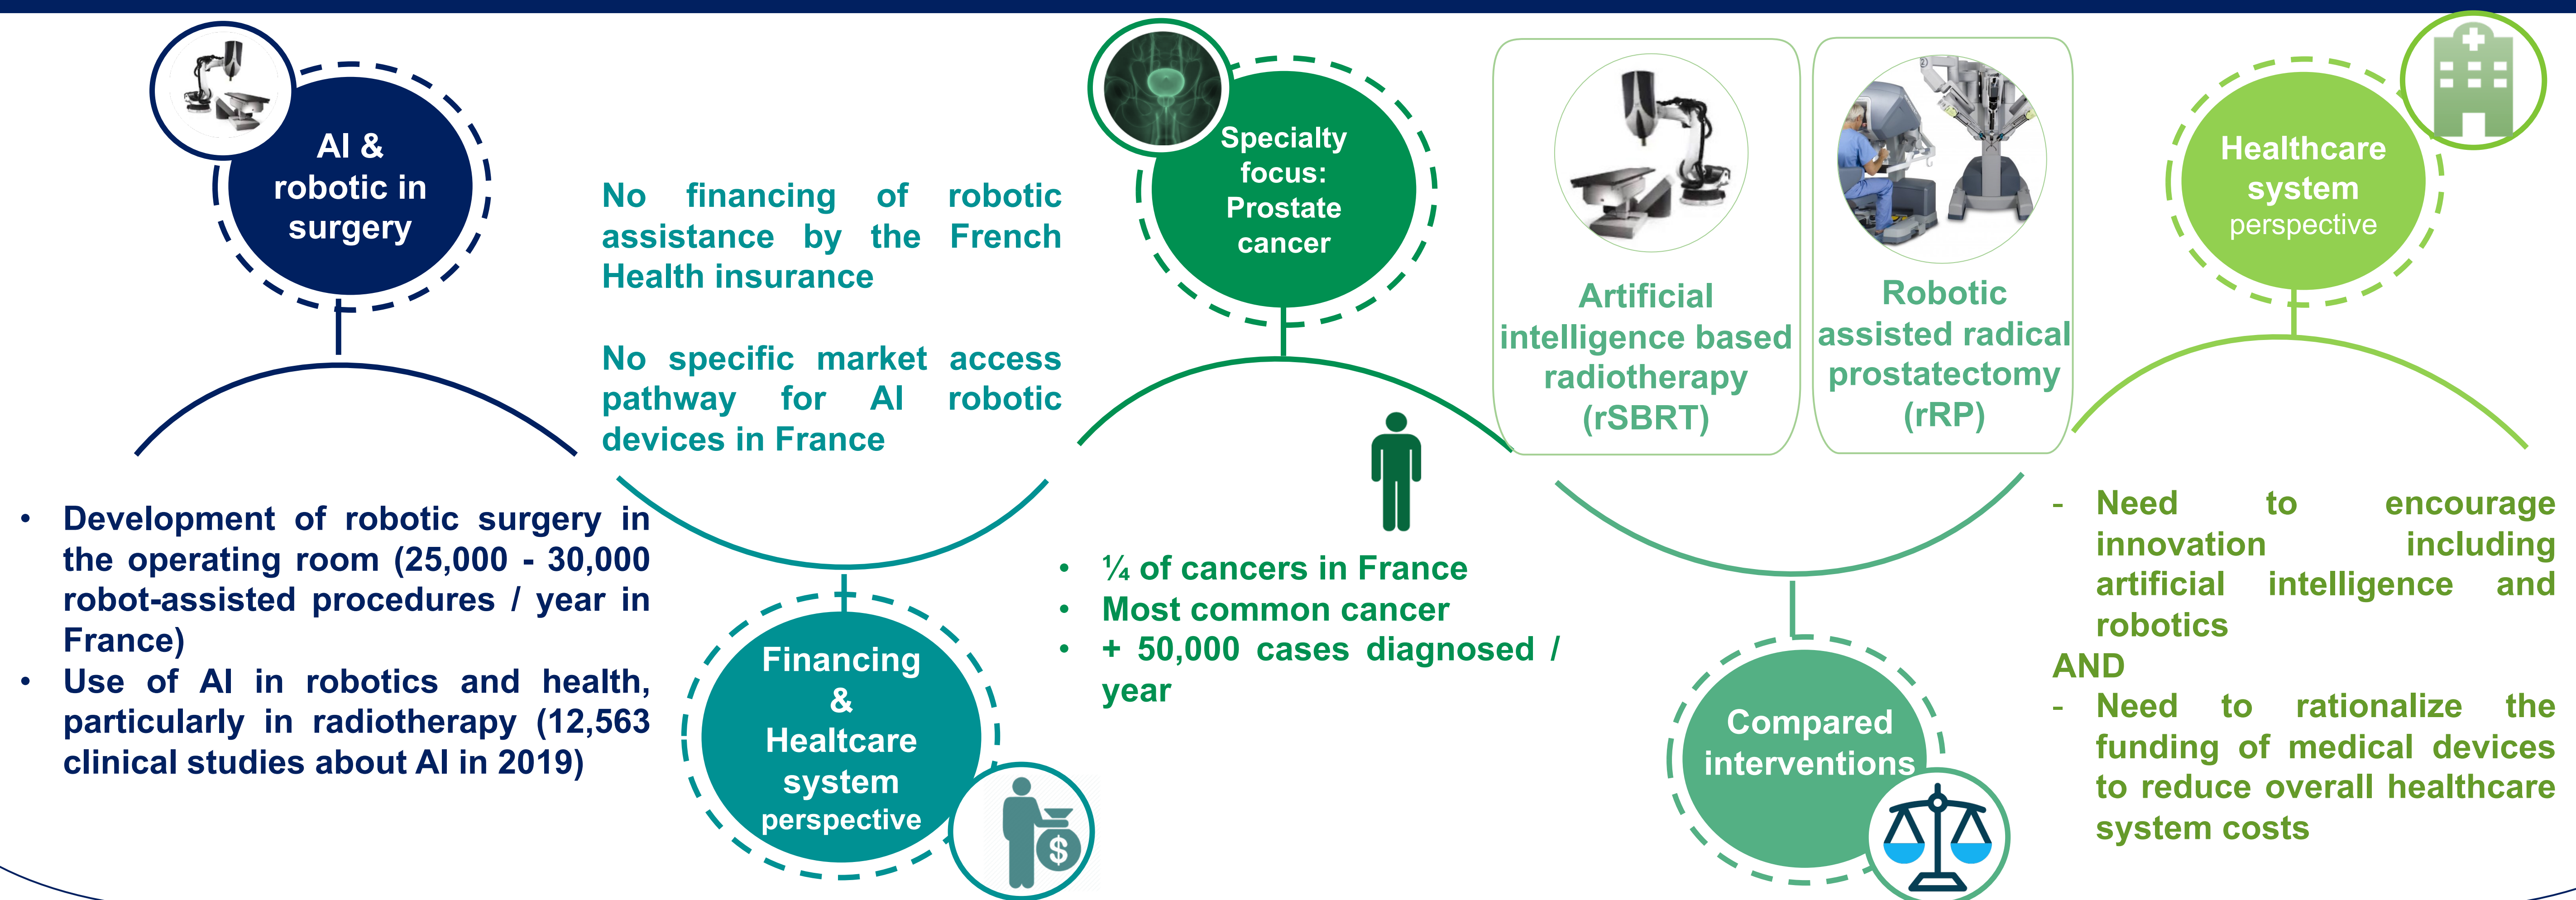 AI &
robotic in
surgery
• Development of robotic surgery in
the operating room (25,000 - 30,000
robot-assisted procedures / year in
France)
• Use of AI in robotics and health,
particularly in radiotherapy (12,563
clinical studies about AI in 2019)
No financing of robotic
assistance by the French
Health insurance
No specific market access
pathway for AI robotic
devices in France
Financing
&
Healtcare
system
perspective
$
Specialty
focus:
Prostate
cancer
• ¼ of cancers in France
• Most common cancer
• + 50,000 cases diagnosed /
year
Artificial
intelligence based
radiotherapy
(rSBRT)
Robotic
assisted radical
prostatectomy
(rRP)
Compared
interventions
Healthcare
system
perspective
- Need to encourage
innovation including
artificial intelligence and
robotics
AND
- Need to rationalize the
funding of medical devices
to reduce overall healthcare
system costs